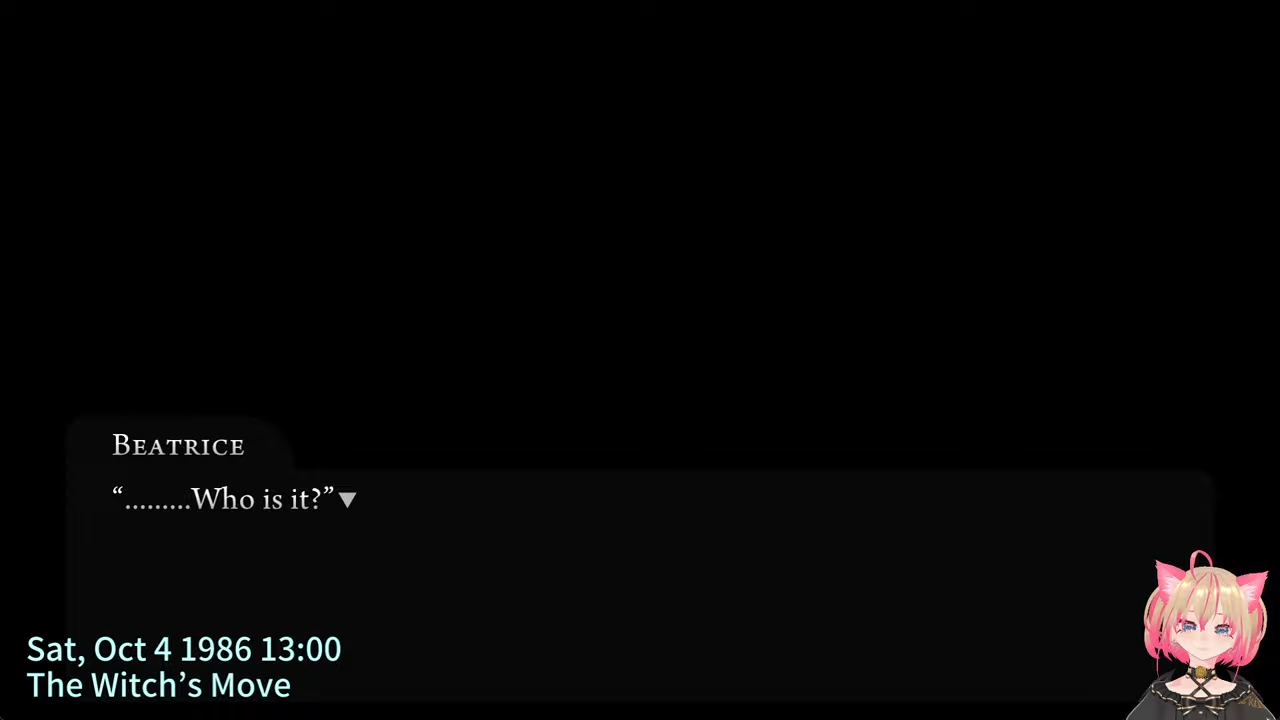 Beatrice
“.........Who is it?”
Sat, Oct 4 1986 13:00
The Witch’s Move